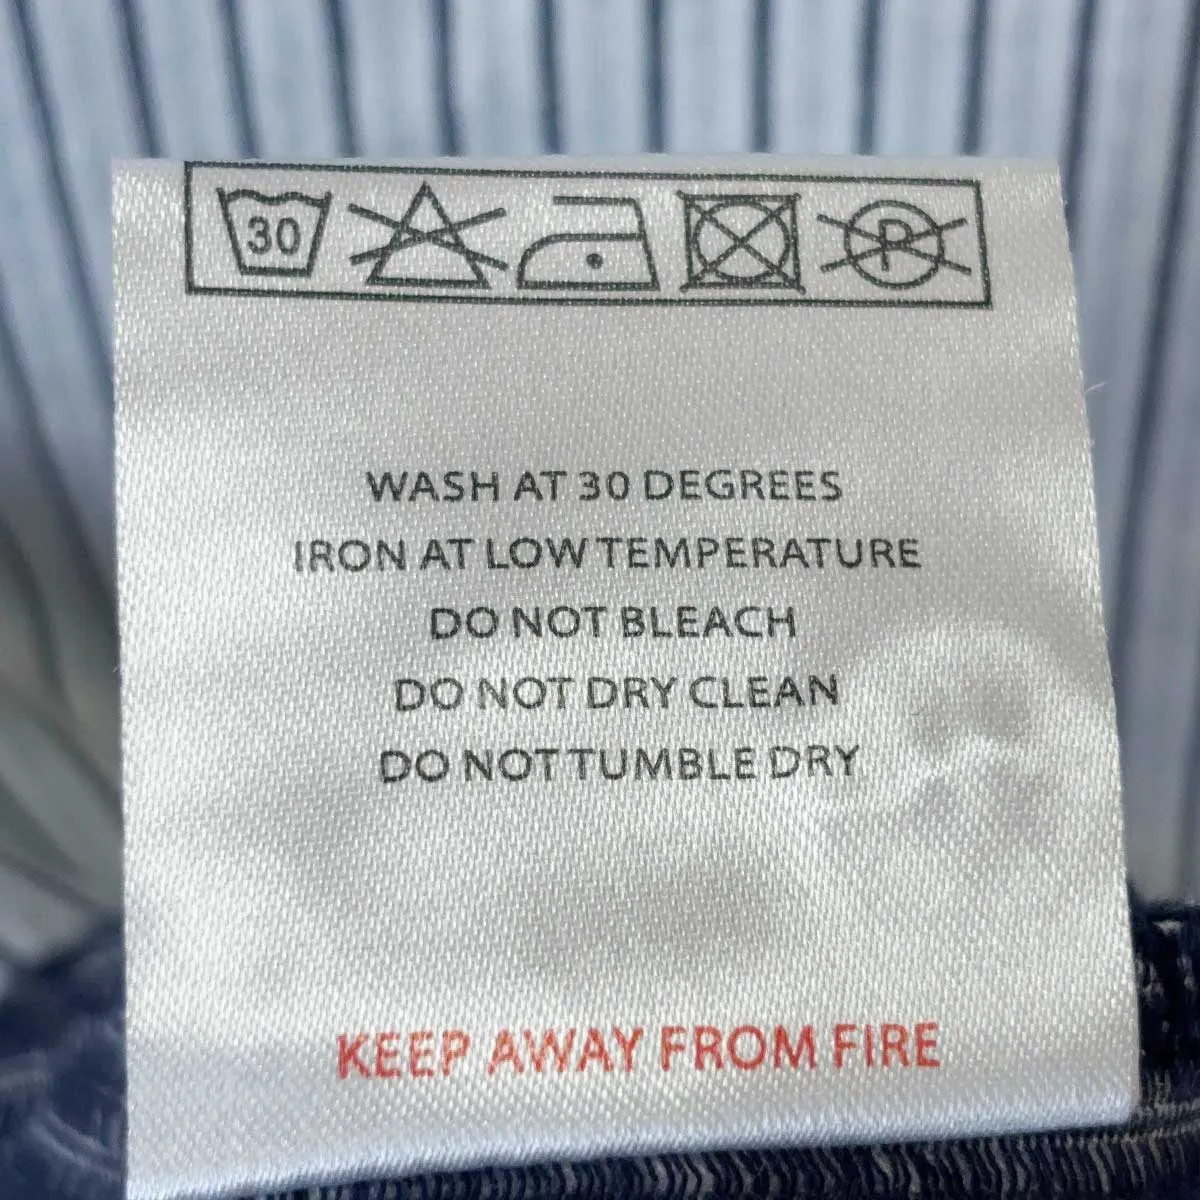 30 P
WASH AT 30 DEGREES
IRON AT LOW TEMPERATURE
DO NOT BLEACH
DO NOT DRY CLEAN
DO NOT TUMBLE DRY
KEEP AWAY FROM FIRE